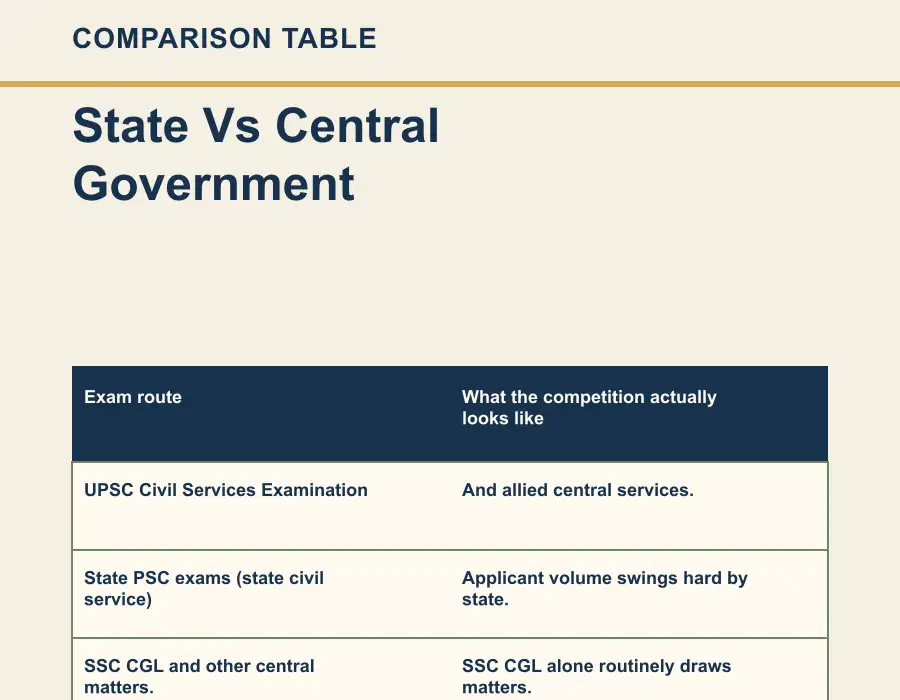 COMPARISON TABLE
State Vs Central
Government
Exam route
What the competition actually
looks like
UPSC Civil Services Examination
And allied central services.
State PSC exams (state civil
service)
Applicant volume swings hard by
state.
SSC CGL and other central
matters.
SSC CGL alone routinely draws
matters.